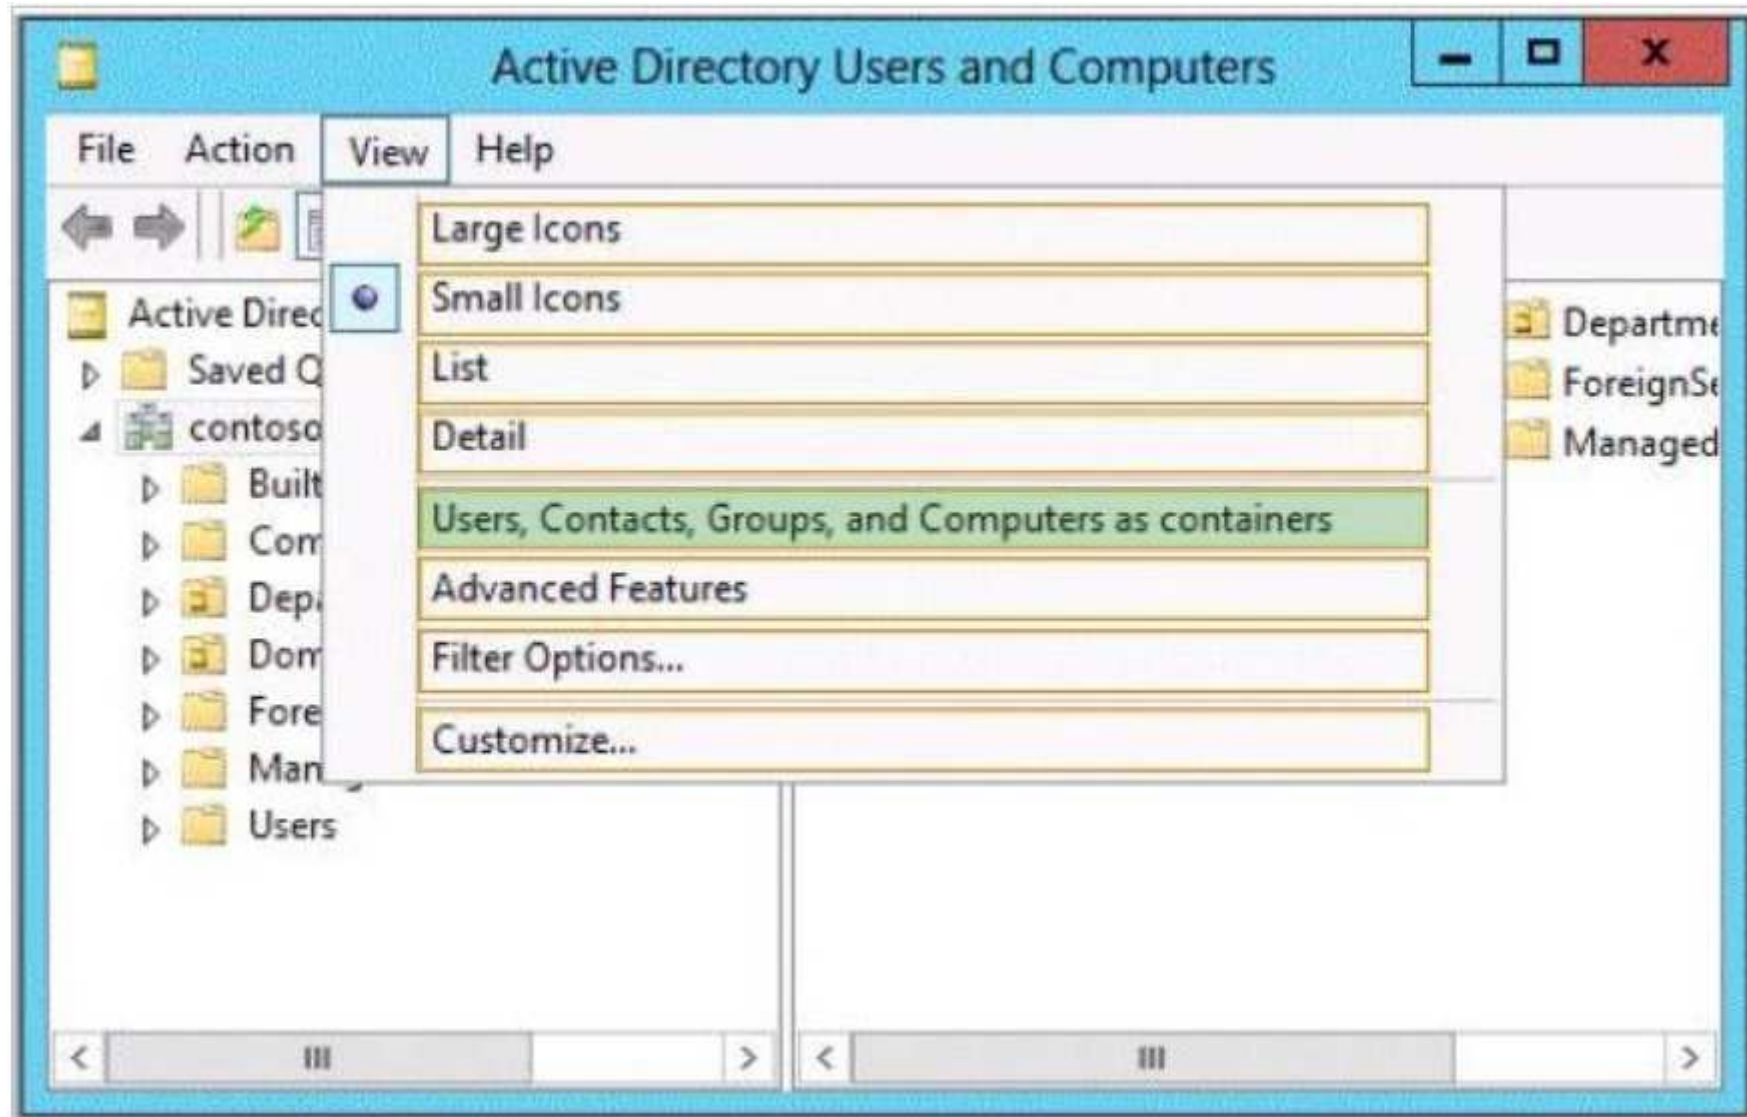 Active Directory Users and Computers
File Action View Help
Large Icons
Small Icons
List
Detail
Users, Contacts, Groups, and Computers as containers
Advanced Features
Filter Options...
Customize...
Active Direc
Saved Q
contoso
Built
Com
Depa
Dom
Fore
Man
Users
Departme
ForeignSe
Managed